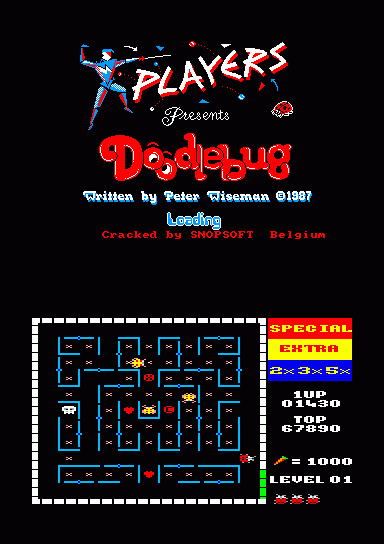 PLAYERS
Presents
Doodlebug
Written by Peter Wiseman ©1987
Loading
Cracked by SNOPSOFT Belgium
SPECIAL
EXTRA
2×3×5×
1UP
01430
TOP
67890
= 1000
LEVEL 01